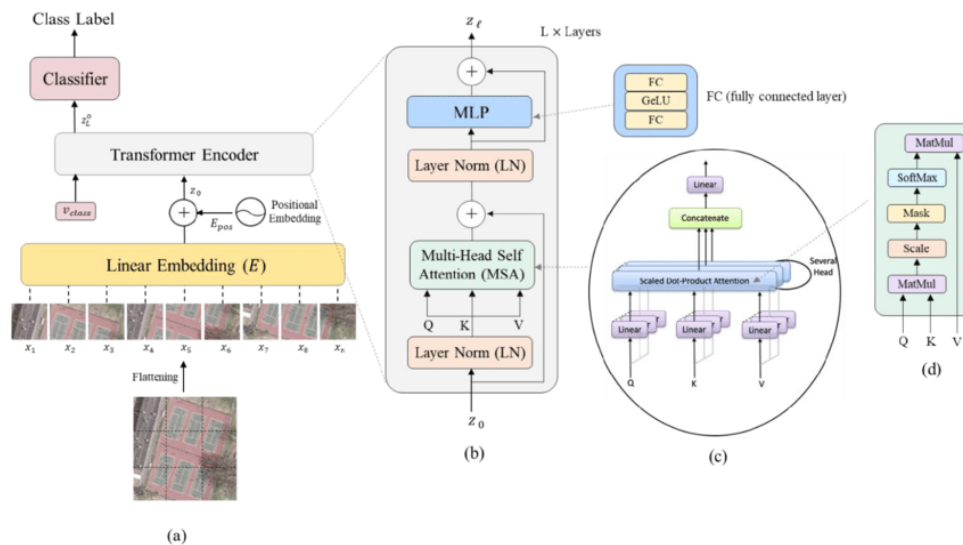 Class Label
Classifier
z_L^0
Transformer Encoder
v_class
z_0
Positional
Embedding
E_pos
Linear Embedding (E)
x_1 x_2 x_3 x_4 x_5 x_6 x_7 x_8 x_n
Flattening
(a)
z_ℓ
L × Layers
MLP
Layer Norm (LN)
Multi-Head Self
Attention (MSA)
Q K V
Layer Norm (LN)
z_0
(b)
FC
GeLU
FC
FC (fully connected layer)
Linear
Concatenate
Scaled Dot-Product Attention
Several
Head
Linear Linear Linear
Q K V
(c)
MatMul
SoftMax
Mask
Scale
MatMul
Q K V
(d)